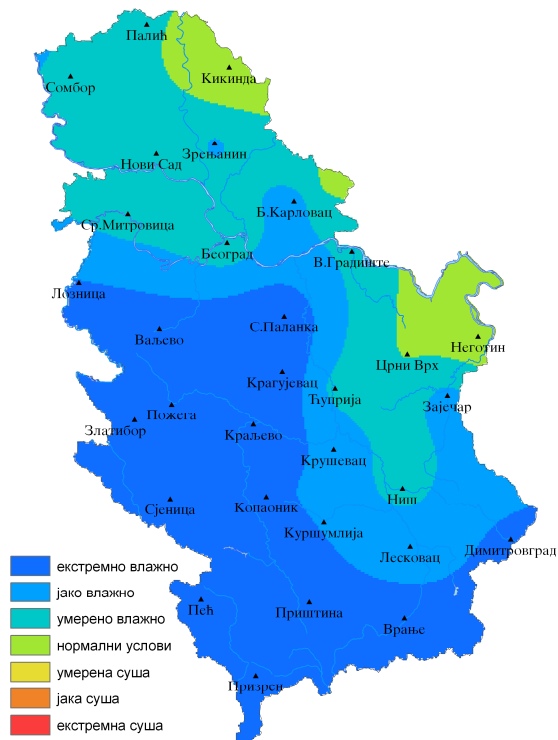 Палић
Кикинда
Сомбор
Зрењанин
Нови Сад
Б.Карловац
Ср.Митровица
Београд
В.Градиште
Лозница
С.Паланка
Ваљево
Неготин
Црни Врх
Крагујевац
Ћуприја
Зајечар
Пожега
Златибор
Краљево
Крушевац
Ниш
Копаоник
Сјеница
Куршумлија
Димитровград
Лесковац
екстремно влажно
јако влажно
Пећ
Приштина
умерено влажно
Врање
нормални услови
умерена суша
Призрен
јака суша
екстремна суша